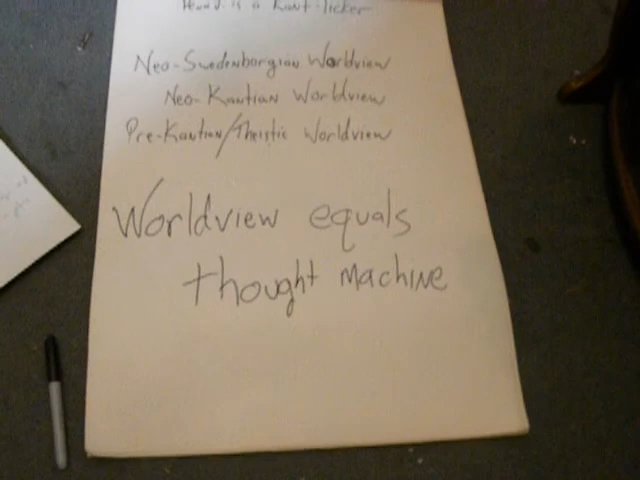 is a Kant-licker
Neo-Swedenborgian Worldview
Neo-Kantian Worldview
Pre-Kantian/Theistic Worldview
Worldview equals
thought machine